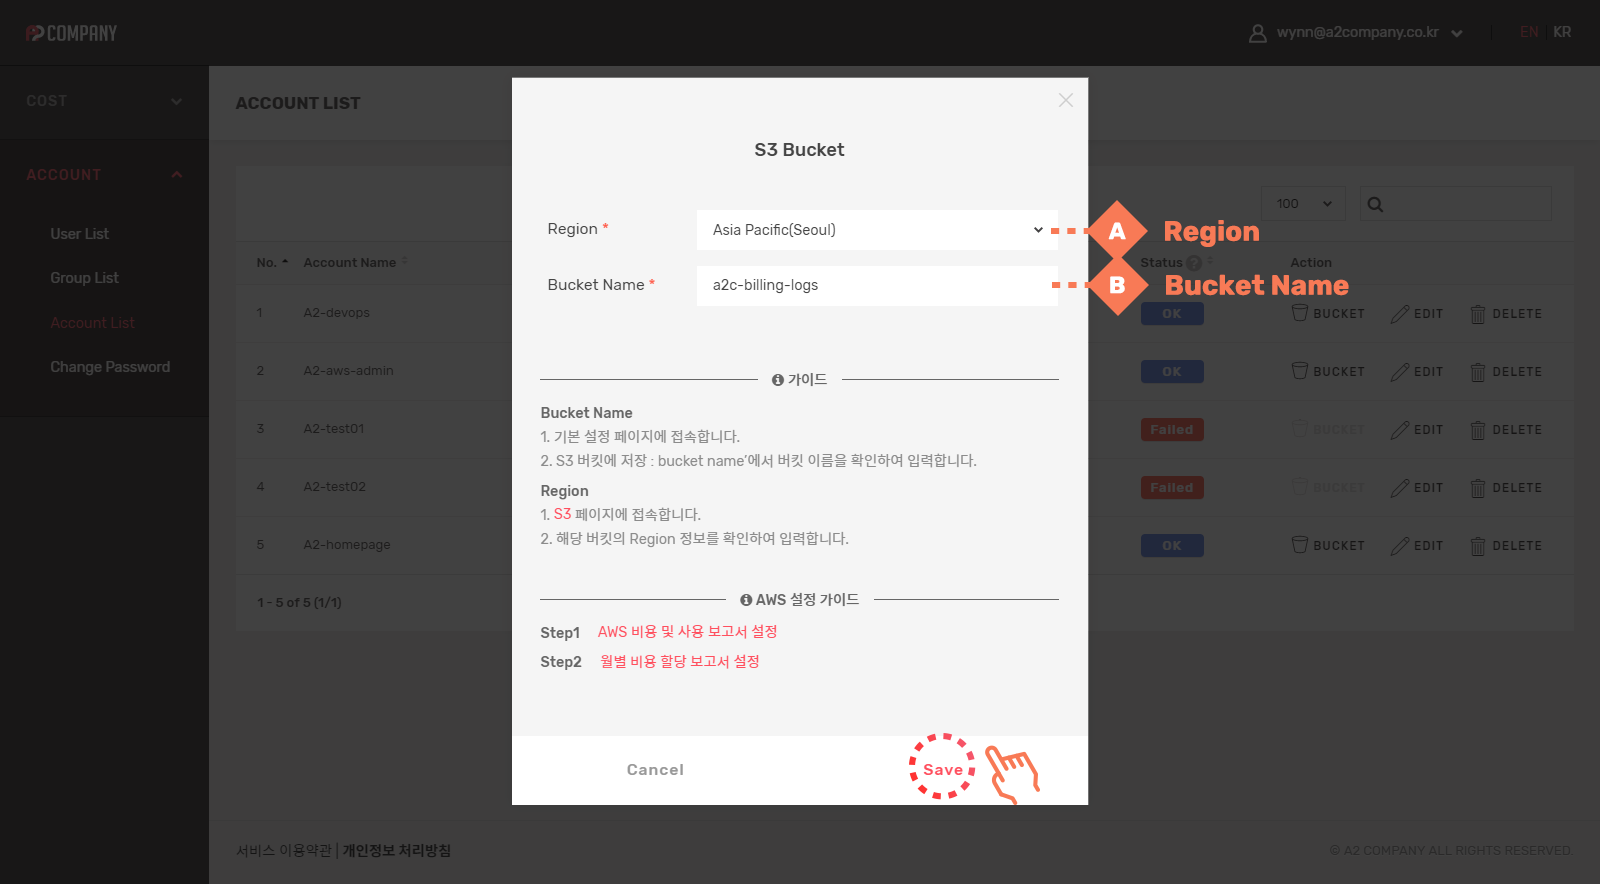 A2 COMPANY
wynn@a2company.co.kr EN KR
COST
ACCOUNT
User List
Group List
Account List
Change Password
ACCOUNT LIST
100
No. Account Name Status ? Action
1 A2-devops OK BUCKET EDIT DELETE
2 A2-aws-admin OK BUCKET EDIT DELETE
3 A2-test01 Failed BUCKET EDIT DELETE
4 A2-test02 Failed BUCKET EDIT DELETE
5 A2-homepage OK BUCKET EDIT DELETE
1 - 5 of 5 (1/1)
S3 Bucket
Region * Asia Pacific(Seoul)
A Region
Bucket Name * a2c-billing-logs
B Bucket Name
가이드
Bucket Name
1. 기본 설정 페이지에 접속합니다.
2. S3 버킷에 저장 : bucket name'에서 버킷 이름을 확인하여 입력합니다.
Region
1. S3 페이지에 접속합니다.
2. 해당 버킷의 Region 정보를 확인하여 입력합니다.
AWS 설정 가이드
Step1 AWS 비용 및 사용 보고서 설정
Step2 월별 비용 할당 보고서 설정
Cancel Save
서비스 이용약관 | 개인정보 처리방침
© A2 COMPANY ALL RIGHTS RESERVED.